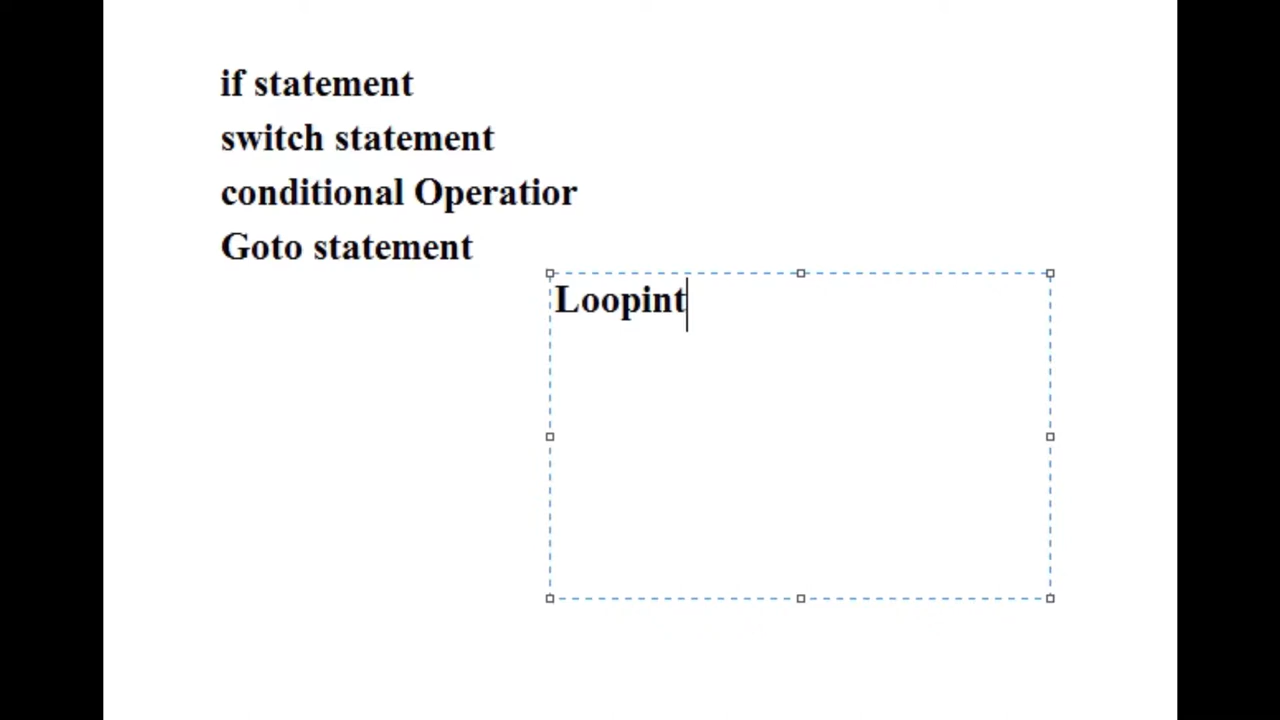 if statement
switch statement
conditional Operatior
Goto statement
Loopint